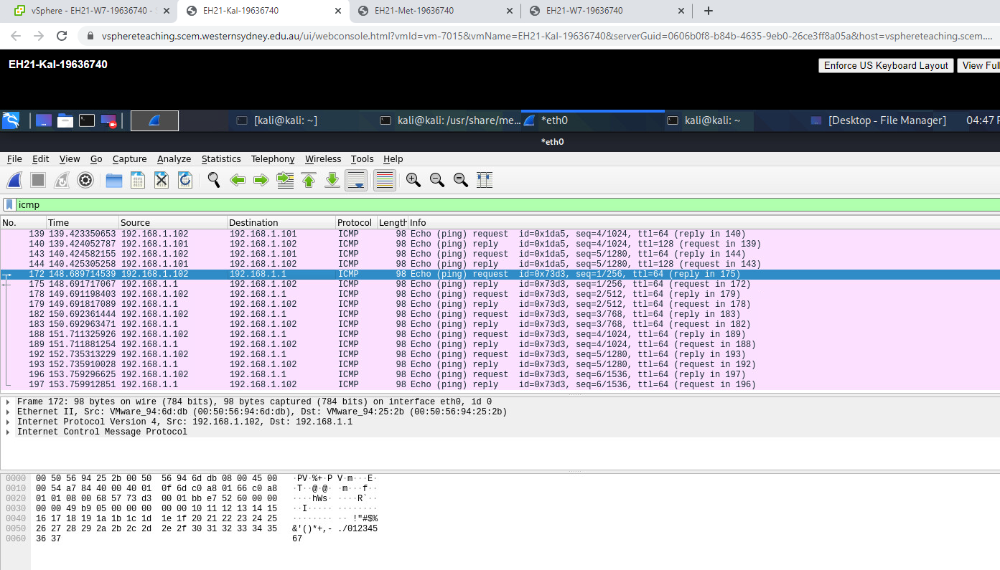 vSphere - EH21-W7-19636740 -
EH21-Kal-19636740
EH21-Met-19636740
EH21-W7-19636740
vsphereteaching.scem.westernsydney.edu.au/ui/webconsole.html?vmId=vm-7015&vmName=EH21-Kal-19636740&serverGuid=0606b0f8-b84b-4635-9eb0-26ce3ff8a05a&host=vsphereteaching.scem....
EH21-Kal-19636740
Enforce US Keyboard Layout
View Full
[kali@kali: ~]
kali@kali: /usr/share/me...
*eth0
kali@kali: ~
[Desktop - File Manager]
04:47 P
*eth0
File Edit View Go Capture Analyze Statistics Telephony Wireless Tools Help
icmp
No. Time Source Destination Protocol Length Info
139 139.423350653 192.168.1.102 192.168.1.101 ICMP 98 Echo (ping) request id=0x1da5, seq=4/1024, ttl=64 (reply in 140)
140 139.424052787 192.168.1.101 192.168.1.102 ICMP 98 Echo (ping) reply id=0x1da5, seq=4/1024, ttl=128 (request in 139)
143 140.424582155 192.168.1.102 192.168.1.101 ICMP 98 Echo (ping) request id=0x1da5, seq=5/1280, ttl=64 (reply in 144)
144 140.425305258 192.168.1.101 192.168.1.102 ICMP 98 Echo (ping) reply id=0x1da5, seq=5/1280, ttl=128 (request in 143)
172 148.689714539 192.168.1.102 192.168.1.1 ICMP 98 Echo (ping) request id=0x73d3, seq=1/256, ttl=64 (reply in 175)
175 148.691717067 192.168.1.1 192.168.1.102 ICMP 98 Echo (ping) reply id=0x73d3, seq=1/256, ttl=64 (request in 172)
178 149.691198403 192.168.1.102 192.168.1.1 ICMP 98 Echo (ping) request id=0x73d3, seq=2/512, ttl=64 (reply in 179)
179 149.691817089 192.168.1.1 192.168.1.102 ICMP 98 Echo (ping) reply id=0x73d3, seq=2/512, ttl=64 (request in 178)
182 150.692361444 192.168.1.102 192.168.1.1 ICMP 98 Echo (ping) request id=0x73d3, seq=3/768, ttl=64 (reply in 183)
183 150.692963471 192.168.1.1 192.168.1.102 ICMP 98 Echo (ping) reply id=0x73d3, seq=3/768, ttl=64 (request in 182)
188 151.711325926 192.168.1.102 192.168.1.1 ICMP 98 Echo (ping) request id=0x73d3, seq=4/1024, ttl=64 (reply in 189)
189 151.711881254 192.168.1.1 192.168.1.102 ICMP 98 Echo (ping) reply id=0x73d3, seq=4/1024, ttl=64 (request in 188)
192 152.735313229 192.168.1.102 192.168.1.1 ICMP 98 Echo (ping) request id=0x73d3, seq=5/1280, ttl=64 (reply in 193)
193 152.735910028 192.168.1.1 192.168.1.102 ICMP 98 Echo (ping) reply id=0x73d3, seq=5/1280, ttl=64 (request in 192)
196 153.759296625 192.168.1.102 192.168.1.1 ICMP 98 Echo (ping) request id=0x73d3, seq=6/1536, ttl=64 (reply in 197)
197 153.759912851 192.168.1.1 192.168.1.102 ICMP 98 Echo (ping) reply id=0x73d3, seq=6/1536, ttl=64 (request in 196)
Frame 172: 98 bytes on wire (784 bits), 98 bytes captured (784 bits) on interface eth0, id 0
Ethernet II, Src: VMware_94:6d:db (00:50:56:94:6d:db), Dst: VMware_94:25:2b (00:50:56:94:25:2b)
Internet Protocol Version 4, Src: 192.168.1.102, Dst: 192.168.1.1
Internet Control Message Protocol
0000 00 50 56 94 25 2b 00 50 56 94 6d db 08 00 45 00 ·PV·%+·P V·m···E·
0010 00 54 a7 84 40 00 40 01 0f 6d c0 a8 01 66 c0 a8 ·T··@·@· ·m···f··
0020 01 01 08 00 68 57 73 d3 00 01 bb e7 52 60 00 00 ····hWs· ····R`··
0030 00 00 49 b9 05 00 00 00 00 00 10 11 12 13 14 15 ··I····· ········
0040 16 17 18 19 1a 1b 1c 1d 1e 1f 20 21 22 23 24 25 ········ ·· !"#$%
0050 26 27 28 29 2a 2b 2c 2d 2e 2f 30 31 32 33 34 35 &'()*+,- ./012345
0060 36 37 67